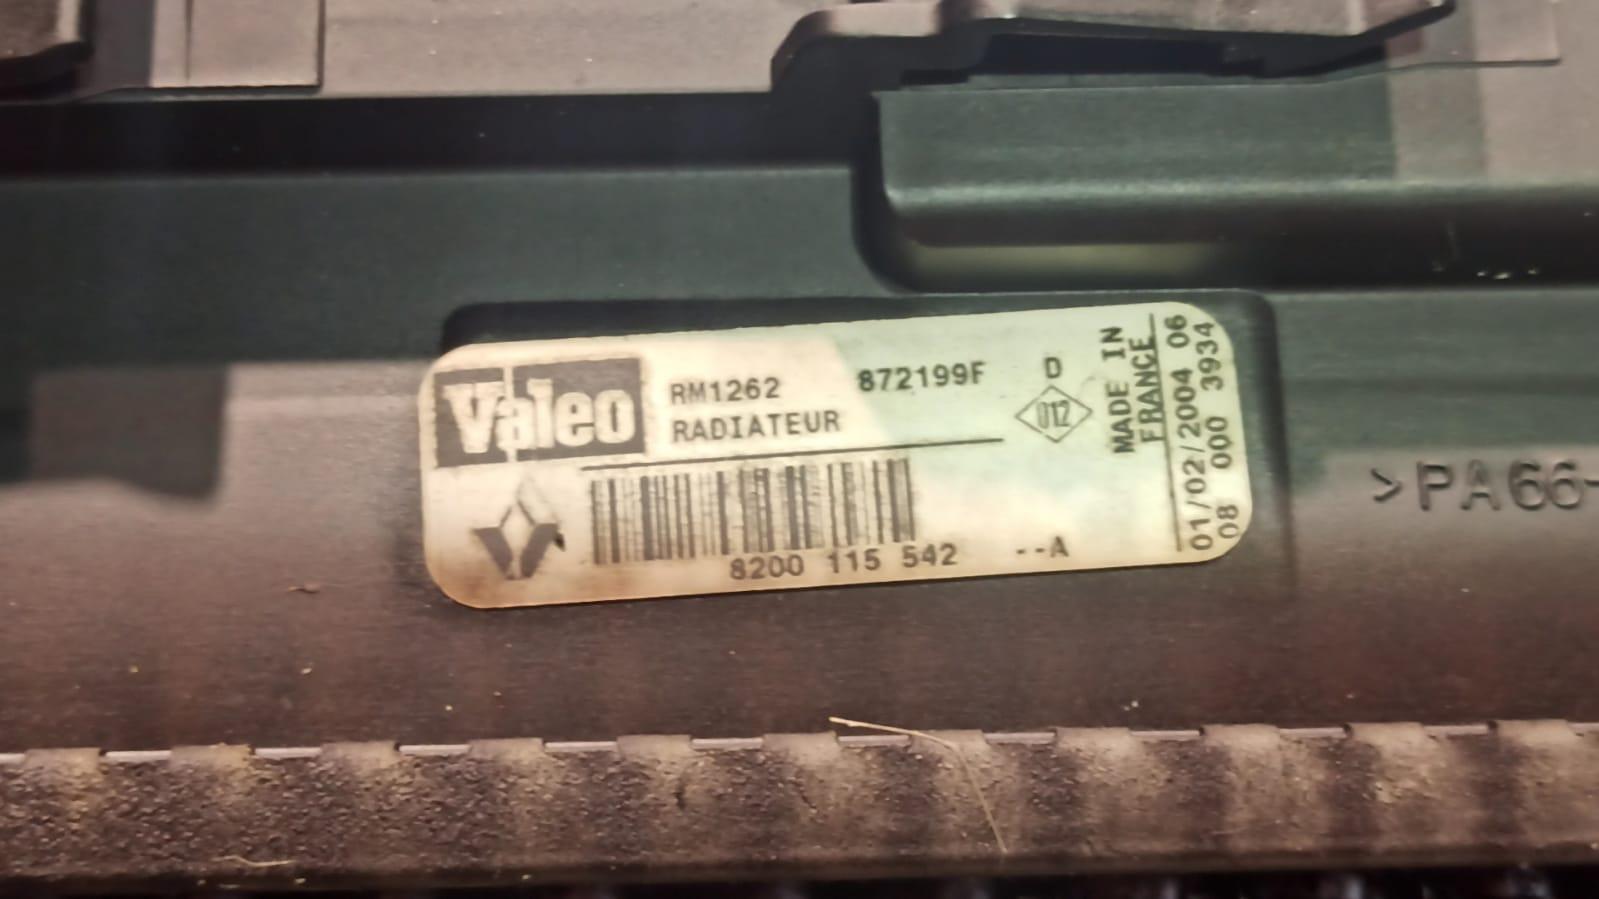 Valeo
RM1262 872199F
RADIATEUR
D
012
MADE IN
FRANCE
01/02/2004 06
08 000 3934
8200 115 542 --A
>PA66-